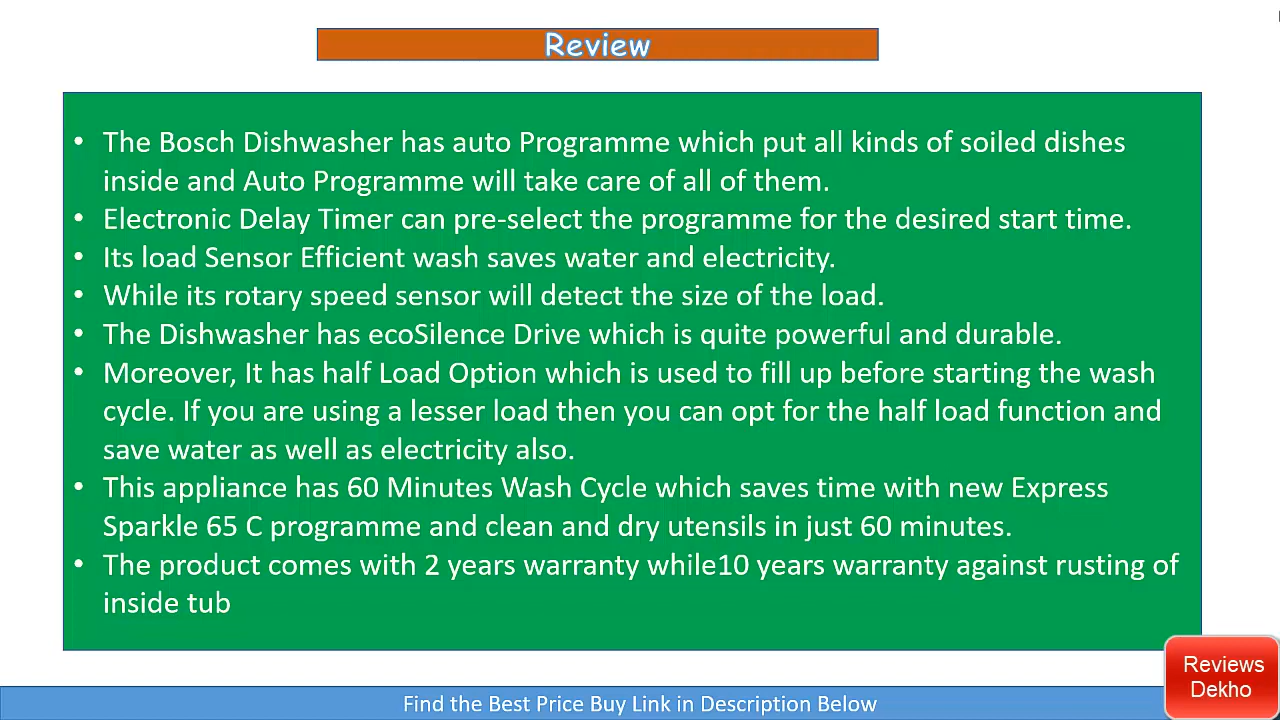 Review
• The Bosch Dishwasher has auto Programme which put all kinds of soiled dishes
inside and Auto Programme will take care of all of them.
• Electronic Delay Timer can pre-select the programme for the desired start time.
• Its load Sensor Efficient wash saves water and electricity.
• While its rotary speed sensor will detect the size of the load.
• The Dishwasher has ecoSilence Drive which is quite powerful and durable.
• Moreover, It has half Load Option which is used to fill up before starting the wash
cycle. If you are using a lesser load then you can opt for the half load function and
save water as well as electricity also.
• This appliance has 60 Minutes Wash Cycle which saves time with new Express
Sparkle 65 C programme and clean and dry utensils in just 60 minutes.
• The product comes with 2 years warranty while10 years warranty against rusting of
inside tub
Reviews
Dekho
Find the Best Price Buy Link in Description Below